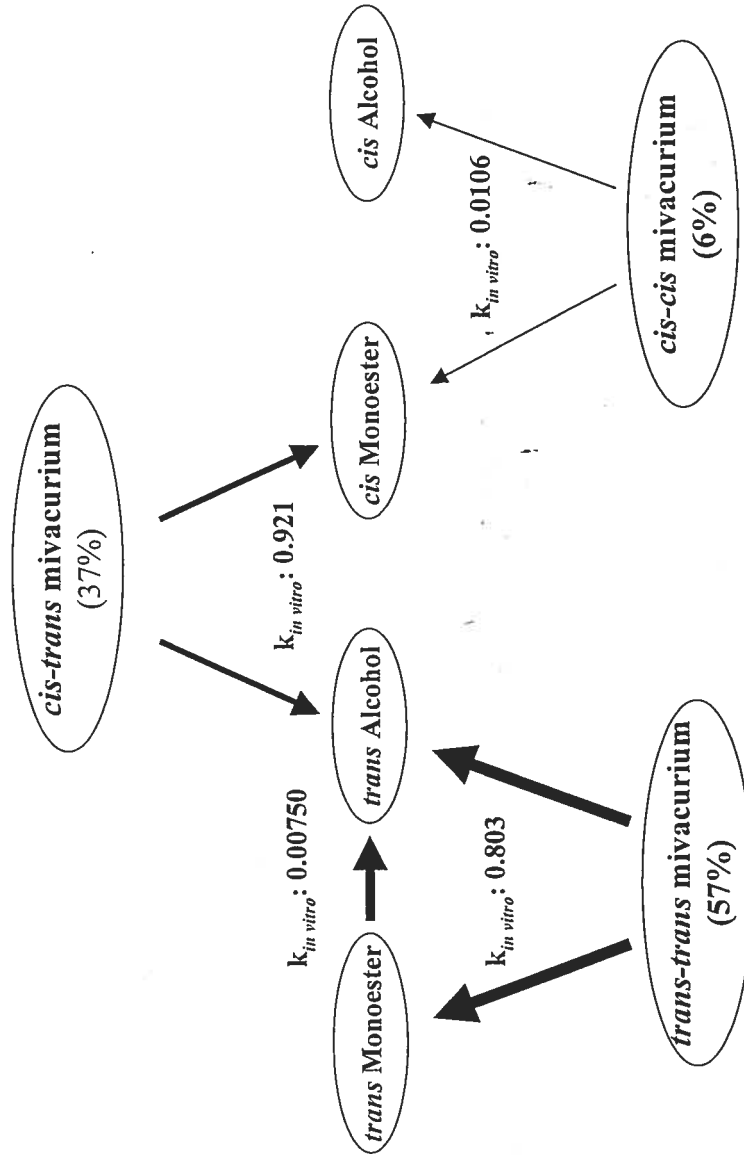 cis-trans mivacurium
(37%)
k in vitro: 0.921
k in vitro: 0.00750
trans Monoester
trans Alcohol
cis Monoester
cis Alcohol
k in vitro: 0.803
k in vitro: 0.0106
trans-trans mivacurium
(57%)
cis-cis mivacurium
(6%)